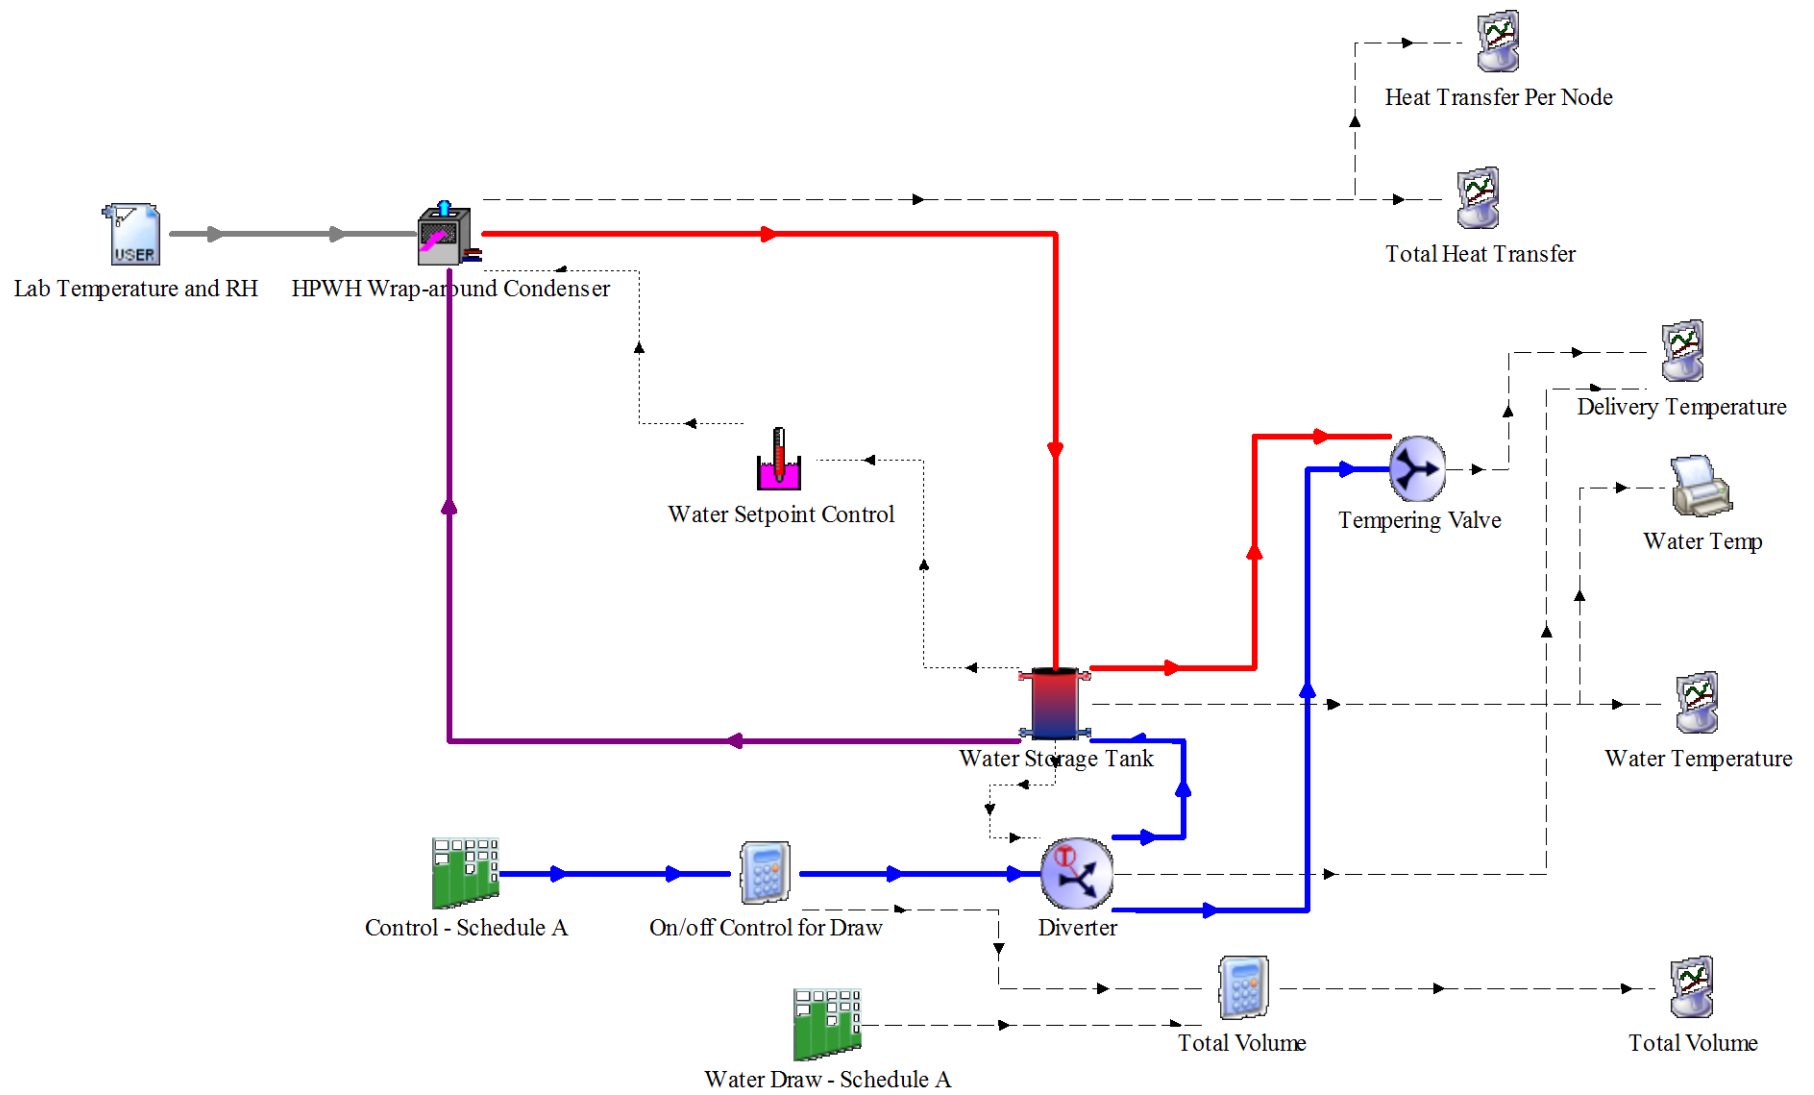 Heat Transfer Per Node
Total Heat Transfer
USER
Lab Temperature and RH
HPWH Wrap-around Condenser
Delivery Temperature
Water Setpoint Control
Tempering Valve
Water Temp
Water Storage Tank
Water Temperature
T
Control - Schedule A
On/off Control for Draw
Diverter
Total Volume
Total Volume
Water Draw - Schedule A